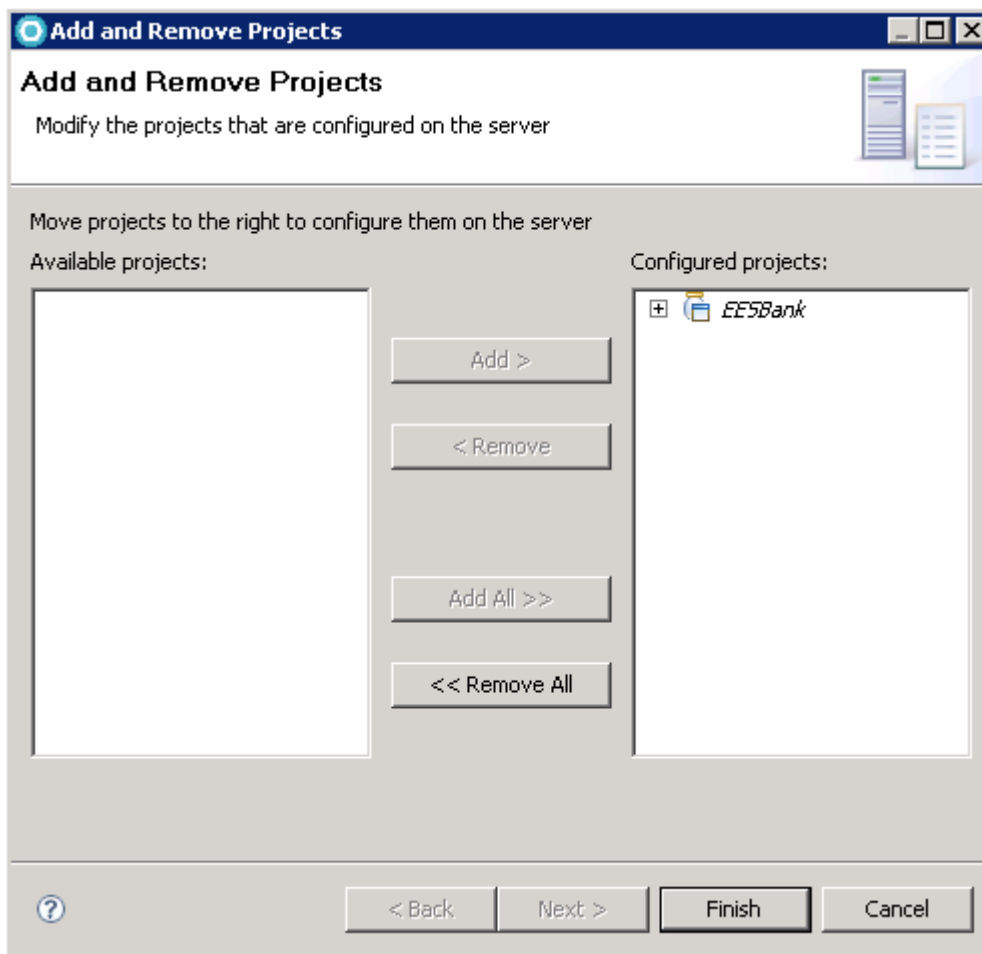 Add and Remove Projects
Add and Remove Projects
Modify the projects that are configured on the server
Move projects to the right to configure them on the server
Available projects:
Configured projects:
EESBank
Add >
< Remove
Add All >>
<< Remove All
?
< Back
Next >
Finish
Cancel